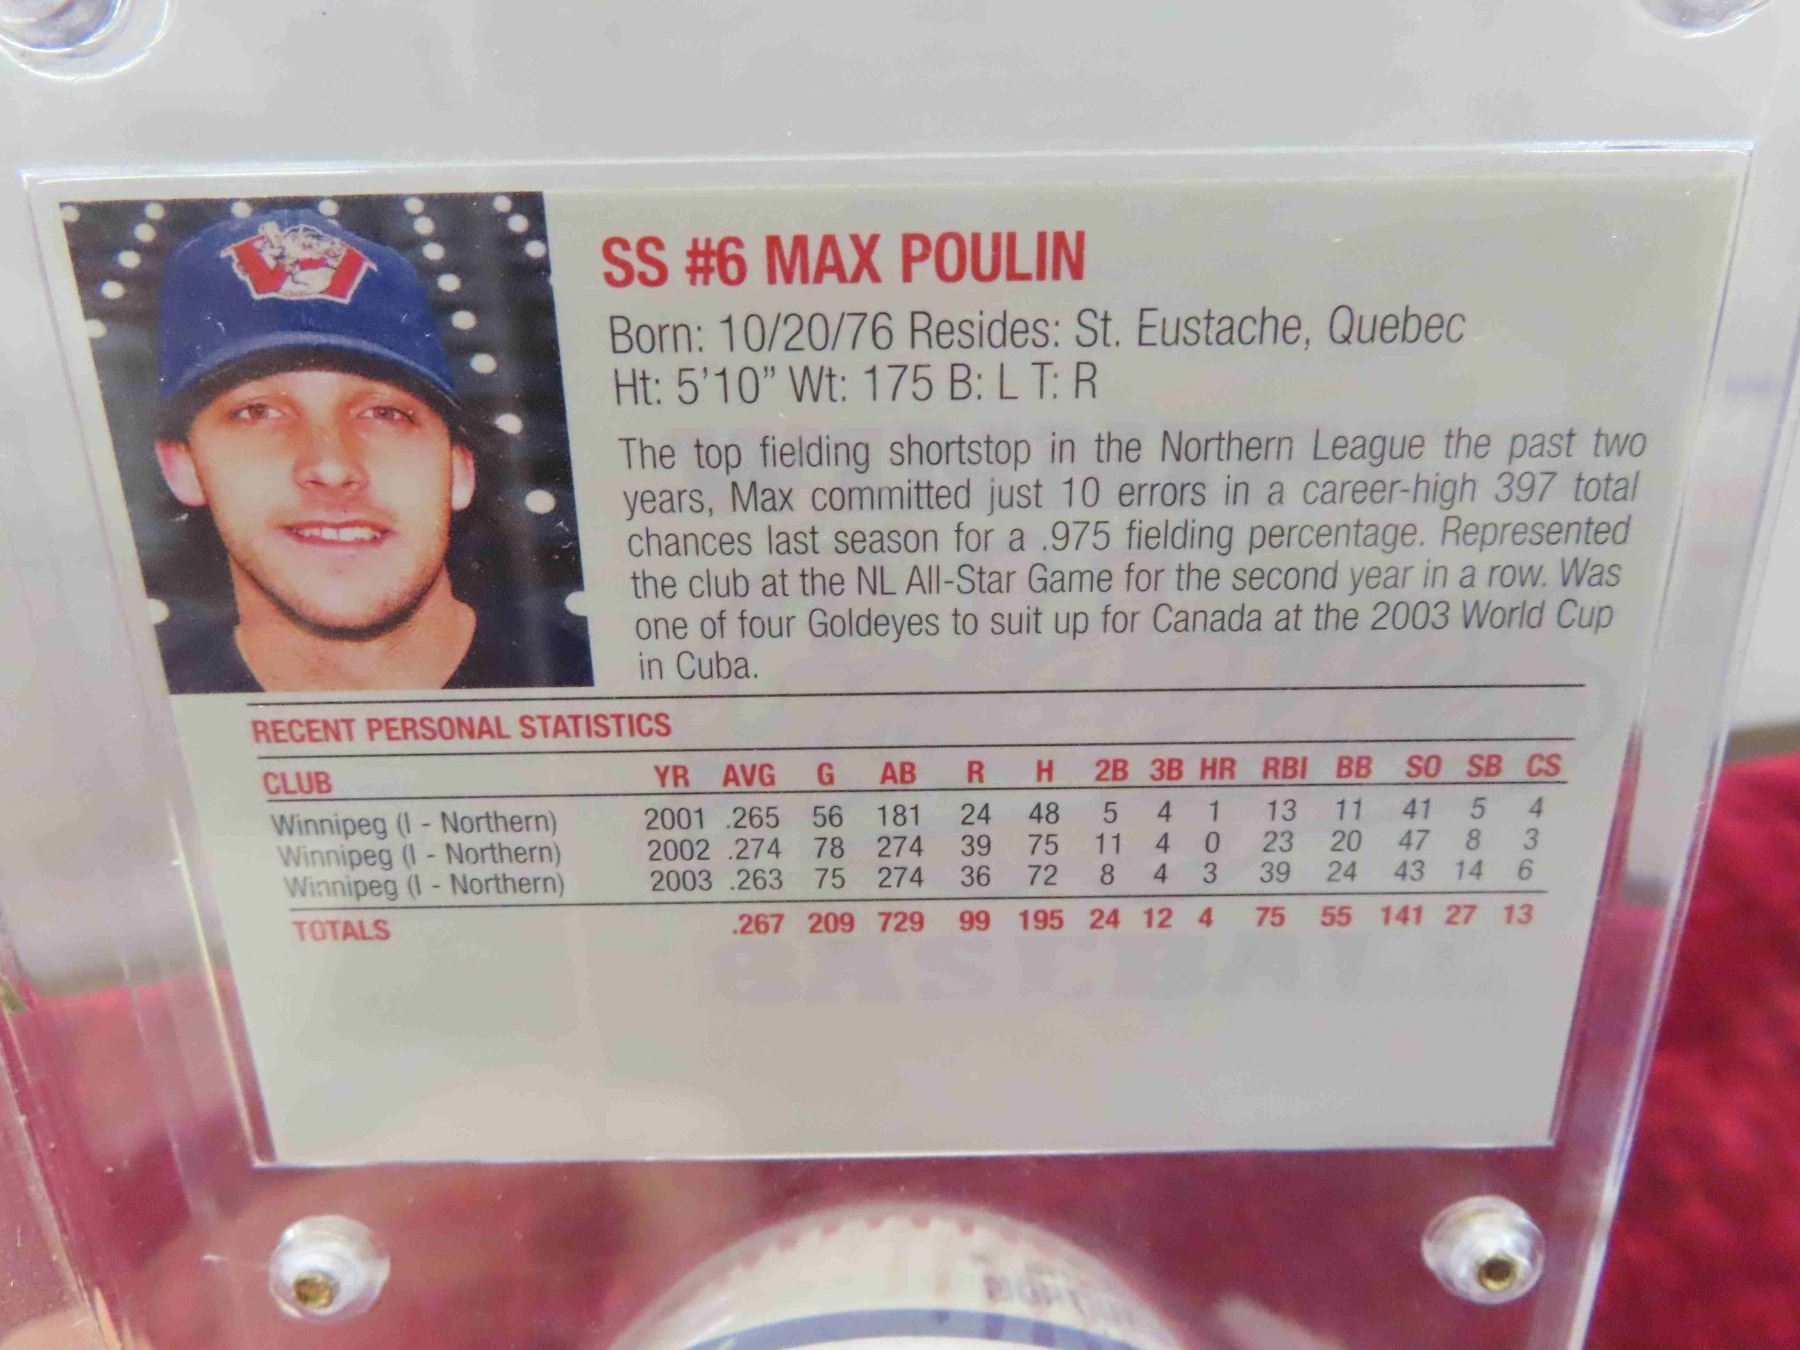 SS #6 MAX POULIN
Born: 10/20/76 Resides: St. Eustache, Quebec
Ht: 5'10" Wt: 175 B: L T: R
The top fielding shortstop in the Northern League the past two
years, Max committed just 10 errors in a career-high 397 total
chances last season for a .975 fielding percentage. Represented
the club at the NL All-Star Game for the second year in a row. Was
one of four Goldeyes to suit up for Canada at the 2003 World Cup
in Cuba.
RECENT PERSONAL STATISTICS
CLUB YR AVG G AB R H 2B 3B HR RBI BB SO SB CS
Winnipeg (I - Northern) 2001 .265 56 181 24 48 5 4 1 13 11 41 5 4
Winnipeg (I - Northern) 2002 .274 78 274 39 75 11 4 0 23 20 47 8 3
Winnipeg (I - Northern) 2003 .263 75 274 36 72 8 4 3 39 24 43 14 6
TOTALS .267 209 729 99 195 24 12 4 75 55 141 27 13